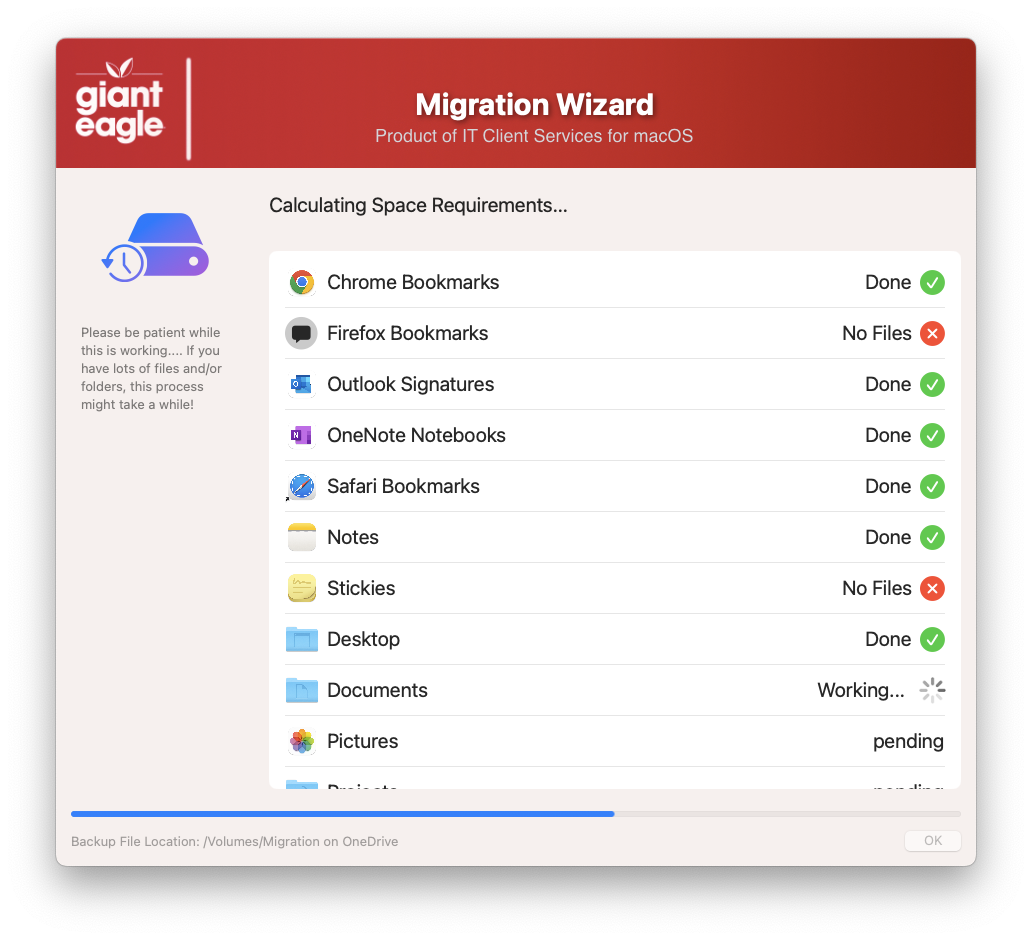 giant
eagle
Migration Wizard
Product of IT Client Services for macOS
Calculating Space Requirements...
Please be patient while
this is working.... If you
have lots of files and/or
folders, this process
might take a while!
Chrome Bookmarks Done
Firefox Bookmarks No Files
Outlook Signatures Done
OneNote Notebooks Done
Safari Bookmarks Done
Notes Done
Stickies No Files
Desktop Done
Documents Working...
Pictures pending
Projects pending
Backup File Location: /Volumes/Migration on OneDrive
OK